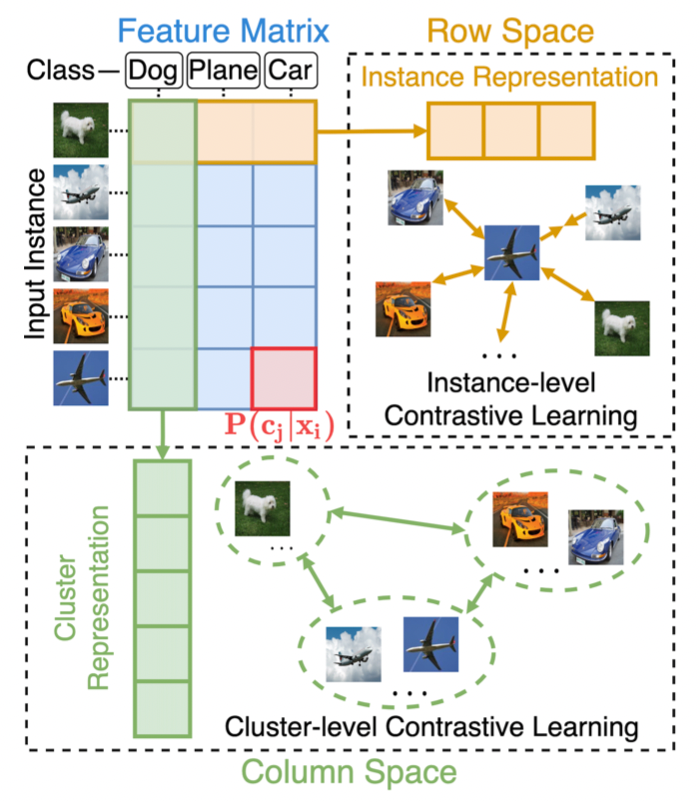 Feature Matrix
Row Space
Class
Dog
Plane
Car
Instance Representation
Input Instance
P(c_j|x_i)
...
Instance-level
Contrastive Learning
Cluster
Representation
...
...
...
Cluster-level Contrastive Learning
Column Space